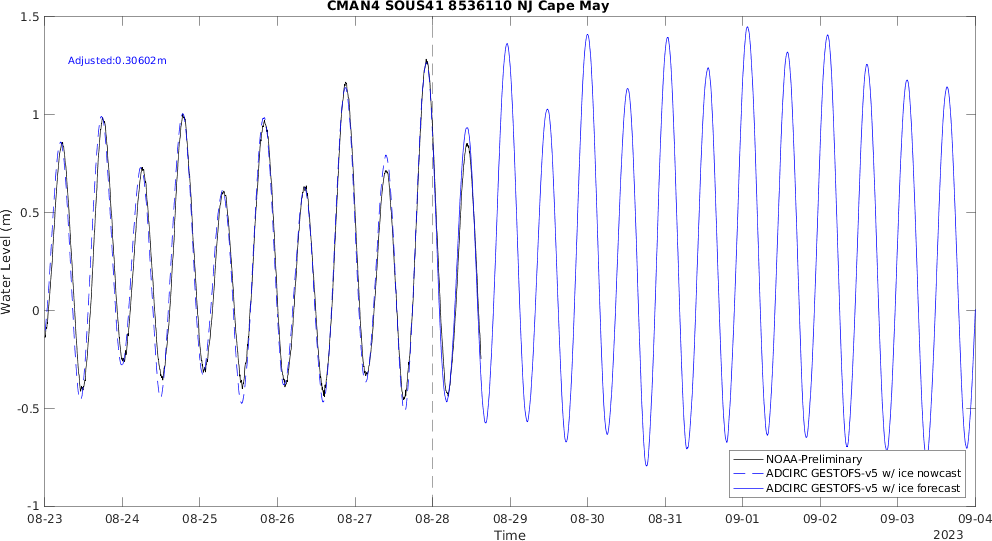 CMAN4 SOUS41 8536110 NJ Cape May
Adjusted:0.30602m
Water Level (m)
1.5
1
0.5
0
-0.5
-1
08-23 08-24 08-25 08-26 08-27 08-28 08-29 08-30 08-31 09-01 09-02 09-03 09-04
Time
2023
NOAA-Preliminary
ADCIRC GESTOFS-v5 w/ ice nowcast
ADCIRC GESTOFS-v5 w/ ice forecast